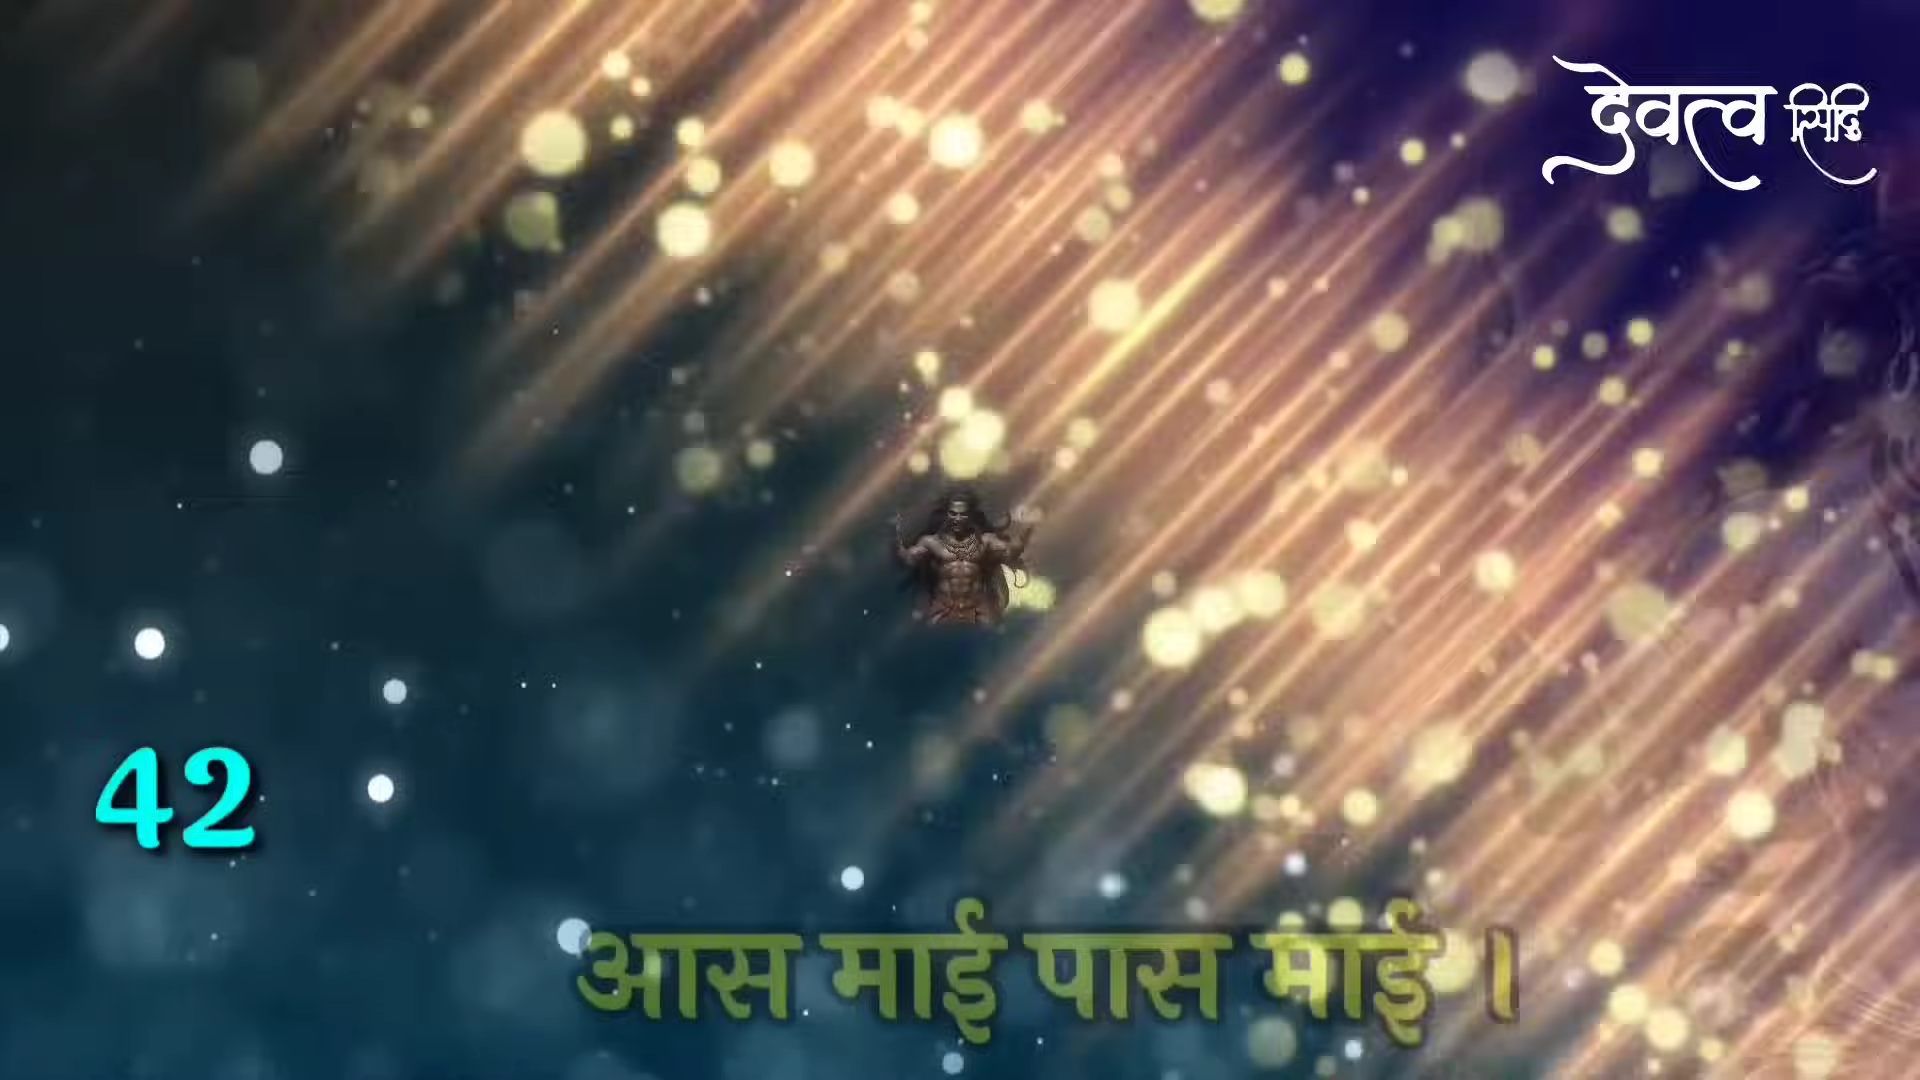 देवत्व सिद्धि
42
आस माई पास माई ।